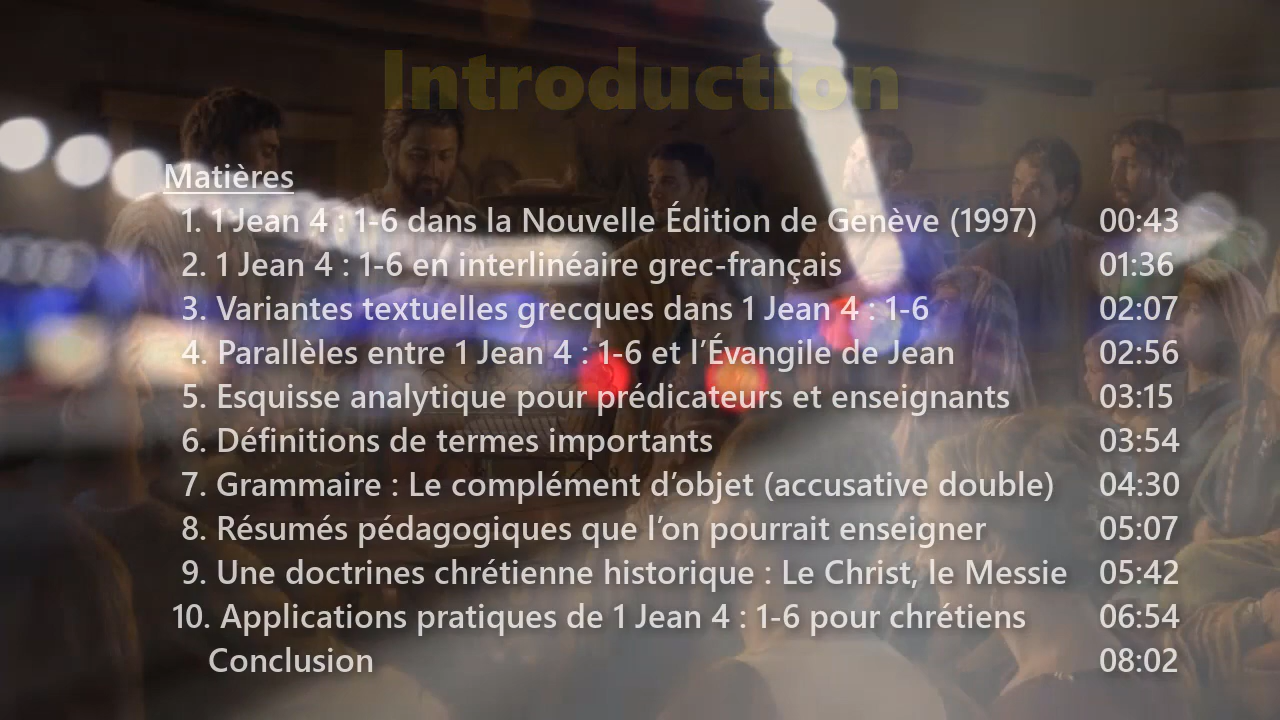 Introduction
Matières
1. 1 Jean 4 : 1-6 dans la Nouvelle Édition de Genève (1997) 00:43
2. 1 Jean 4 : 1-6 en interlinéaire grec-français 01:36
3. Variantes textuelles grecques dans 1 Jean 4 : 1-6 02:07
4. Parallèles entre 1 Jean 4 : 1-6 et l’Évangile de Jean 02:56
5. Esquisse analytique pour prédicateurs et enseignants 03:15
6. Définitions de termes importants 03:54
7. Grammaire : Le complément d’objet (accusative double) 04:30
8. Résumés pédagogiques que l’on pourrait enseigner 05:07
9. Une doctrines chrétienne historique : Le Christ, le Messie 05:42
10. Applications pratiques de 1 Jean 4 : 1-6 pour chrétiens 06:54
Conclusion 08:02